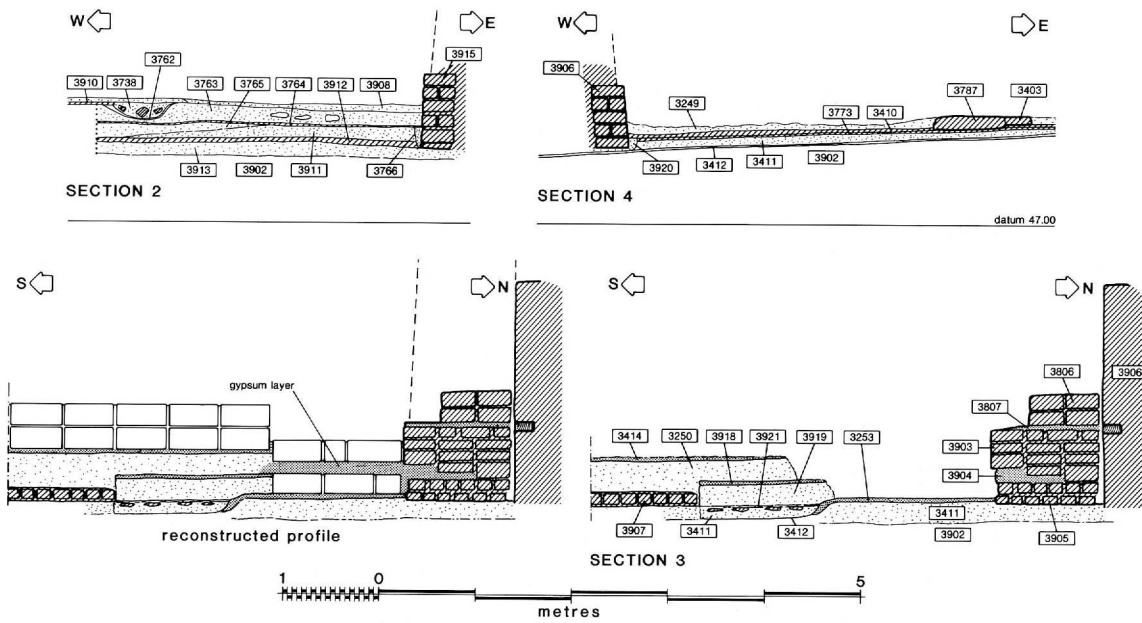 W E
3915
3762
3910 3738 3763 3765 3764 3912 3908
3913 3902 3911 3766
SECTION 2
W E
3906
3249 3773 3410 3787 3403
3920 3412 3411 3902
SECTION 4
datum 47.00
S N
gypsum layer
reconstructed profile
S N
3806 3906
3807
3414 3250 3918 3921 3919 3253 3903
3904
3907 3411 3412 3411
3902 3905
SECTION 3
1 0 5
metres